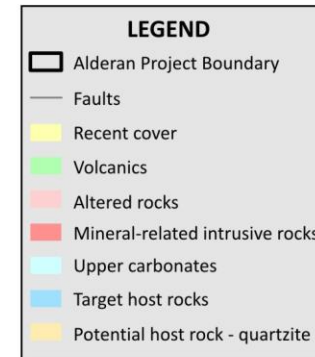 LEGEND
Alderan Project Boundary
Faults
Recent cover
Volcanics
Altered rocks
Mineral-related intrusive rocks
Upper carbonates
Target host rocks
Potential host rock - quartzite